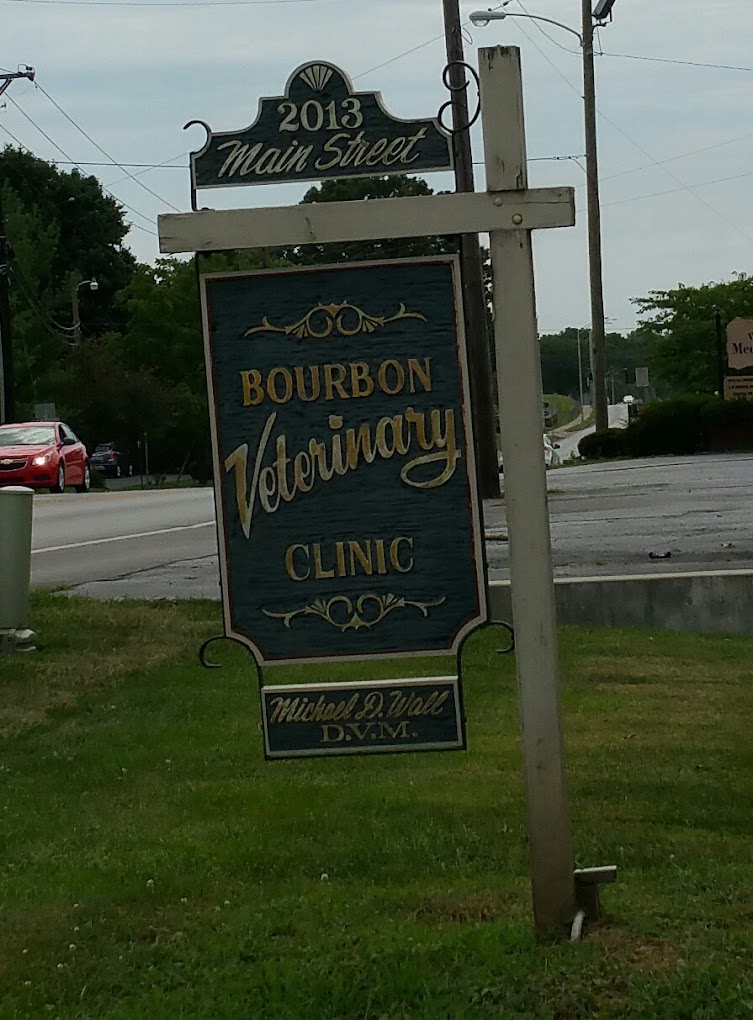 2013
Main Street
BOURBON
Veterinary
CLINIC
Michael D. Wall
D.V.M.